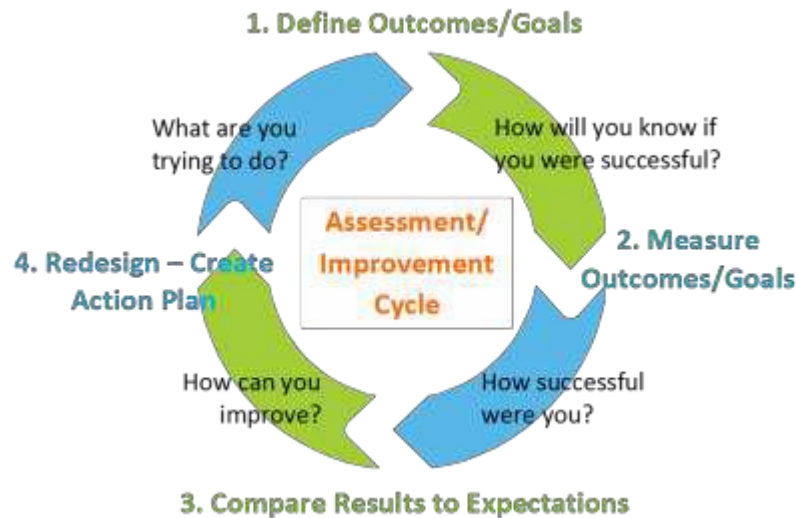 1. Define Outcomes/Goals
What are you
trying to do?
How will you know if
you were successful?
Assessment/
Improvement
Cycle
2. Measure
Outcomes/Goals
4. Redesign – Create
Action Plan
How can you
improve?
How successful
were you?
3. Compare Results to Expectations